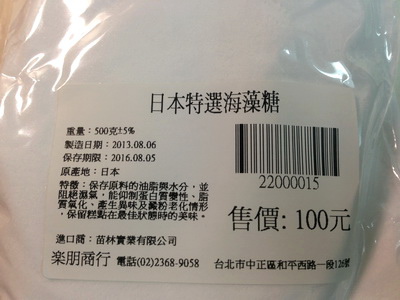 日本特選海藻糖
重量：500克±5%
製造日期：2013.08.06
保存期限：2016.08.05
原產地：日本
特徵：保存原料的油脂與水分，並
阻絕濕氣，能仰制蛋白質變性、脂
質氧化、產生異味及澱粉老化情形
，保留糕點在最佳狀態時的美味。
22000015
售價: 100元
進口商：苗林實業有限公司
楽朋商行 電話(02)2368-9058 台北市中正區和平西路一段